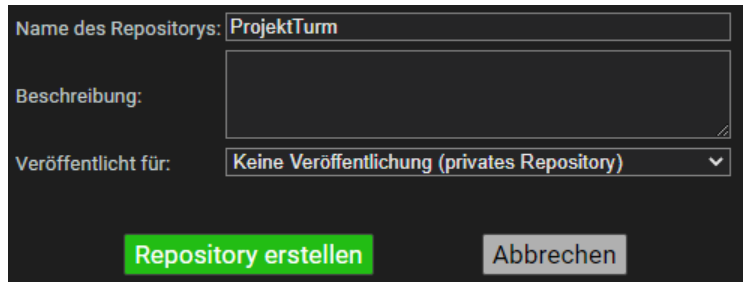 Name des Repositorys: ProjektTurm
Beschreibung:
Veröffentlicht für: Keine Veröffentlichung (privates Repository)
Repository erstellen Abbrechen